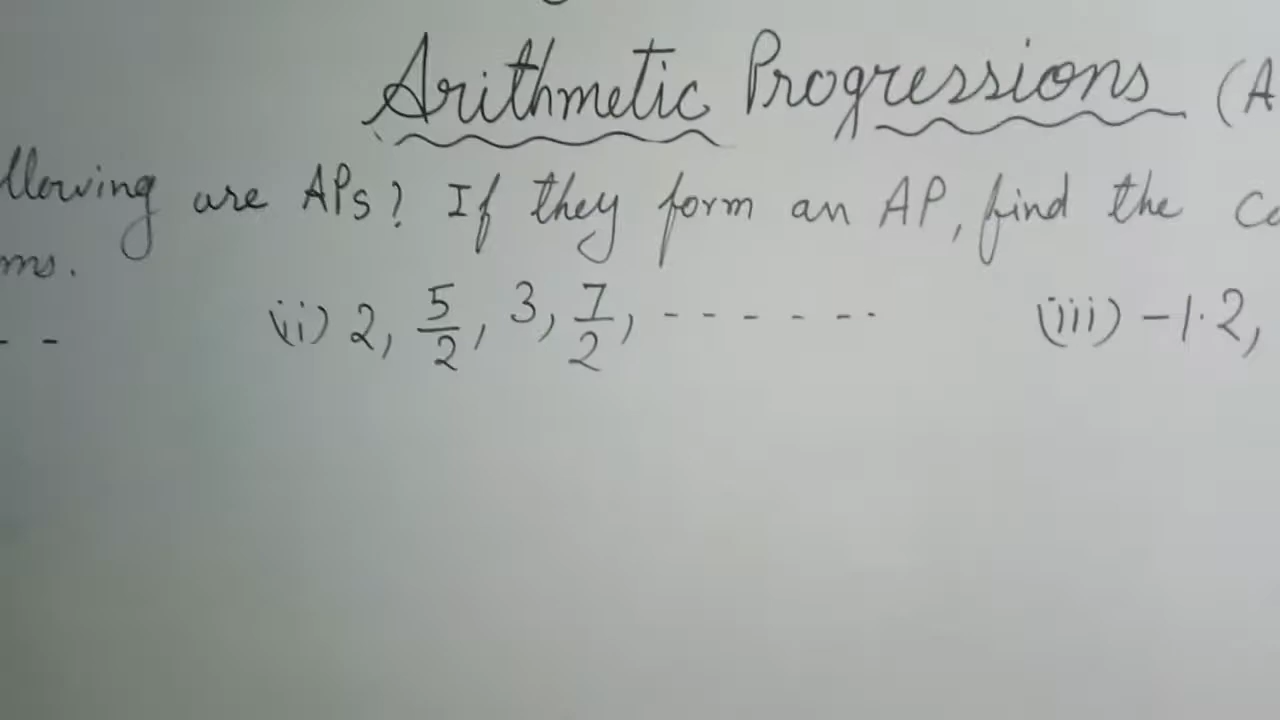 Arithmetic Progressions (A
llowing are APs? If they form an AP, find the Co
ms.
- - (ii) 2, 5/2, 3, 7/2, - - - - - - (iii) -1.2,